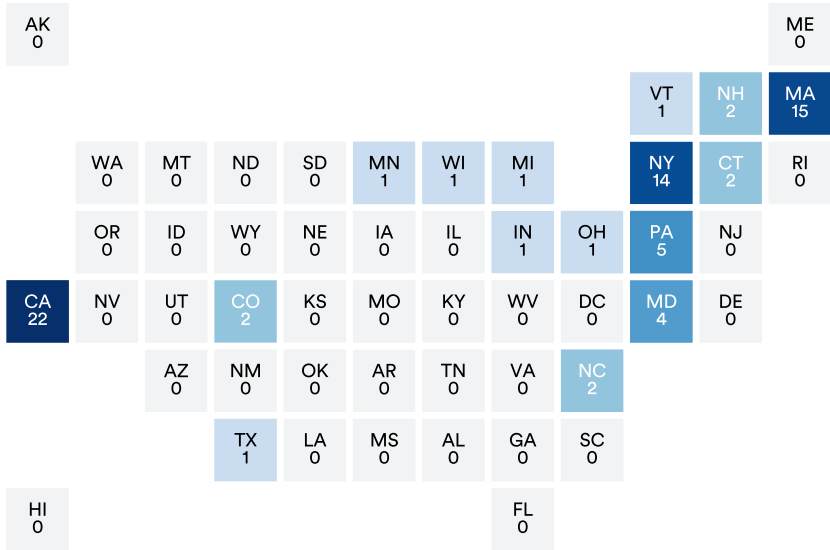 AK
0
ME
0
VT
1
NH
2
MA
15
WA
0
MT
0
ND
0
SD
0
MN
1
WI
1
MI
1
NY
14
CT
2
RI
0
OR
0
ID
0
WY
0
NE
0
IA
0
IL
0
IN
1
OH
1
PA
5
NJ
0
CA
22
NV
0
UT
0
CO
2
KS
0
MO
0
KY
0
WV
0
DC
0
MD
4
DE
0
AZ
0
NM
0
OK
0
AR
0
TN
0
VA
0
NC
2
TX
1
LA
0
MS
0
AL
0
GA
0
SC
0
HI
0
FL
0